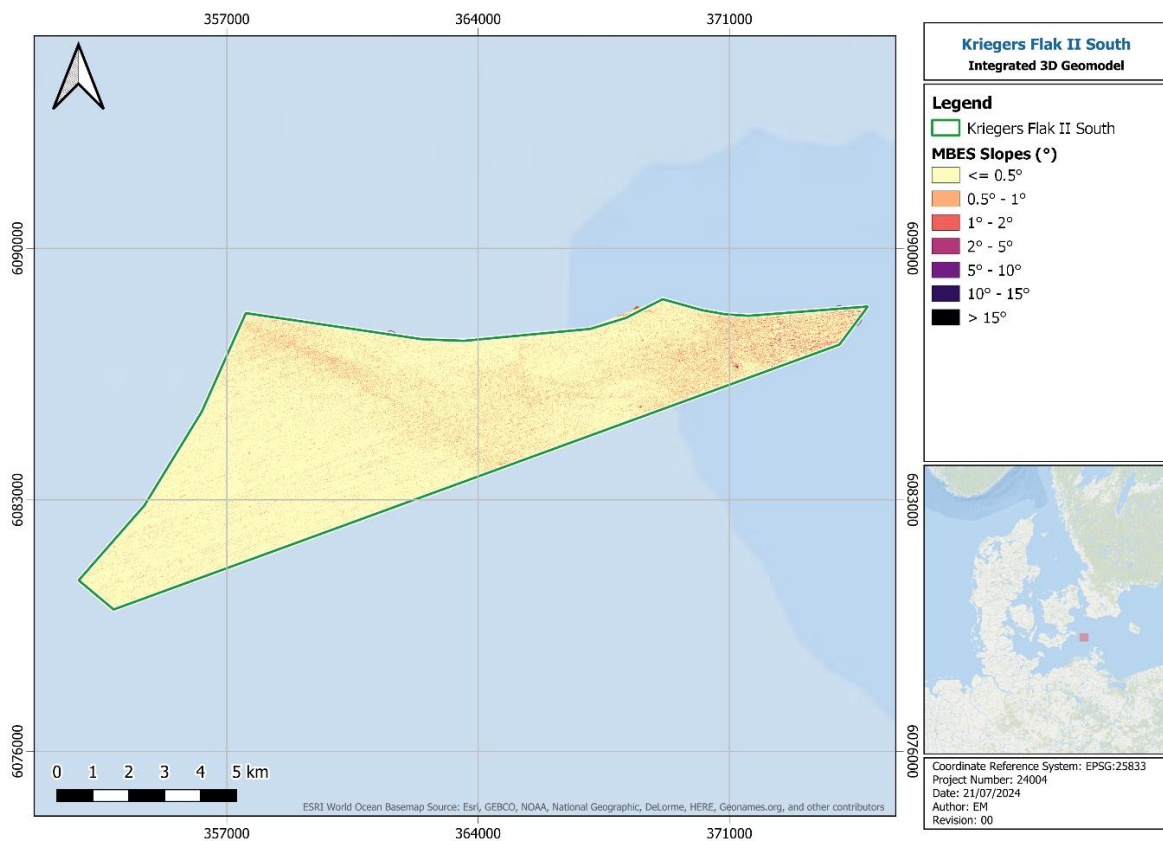 357000
364000
371000
6090000
6083000
6076000
6090000
6083000
6076000
0 1 2 3 4 5 km
ESRI World Ocean Basemap Source: Esri, GEBCO, NOAA, National Geographic, DeLorme, HERE, Geonames.org, and other contributors
357000
364000
371000
Kriegers Flak II South
Integrated 3D Geomodel
Legend
Kriegers Flak II South
MBES Slopes (°)
<= 0.5°
0.5° - 1°
1° - 2°
2° - 5°
5° - 10°
10° - 15°
> 15°
Coordinate Reference System: EPSG:25833
Project Number: 24004
Date: 21/07/2024
Author: EM
Revision: 00